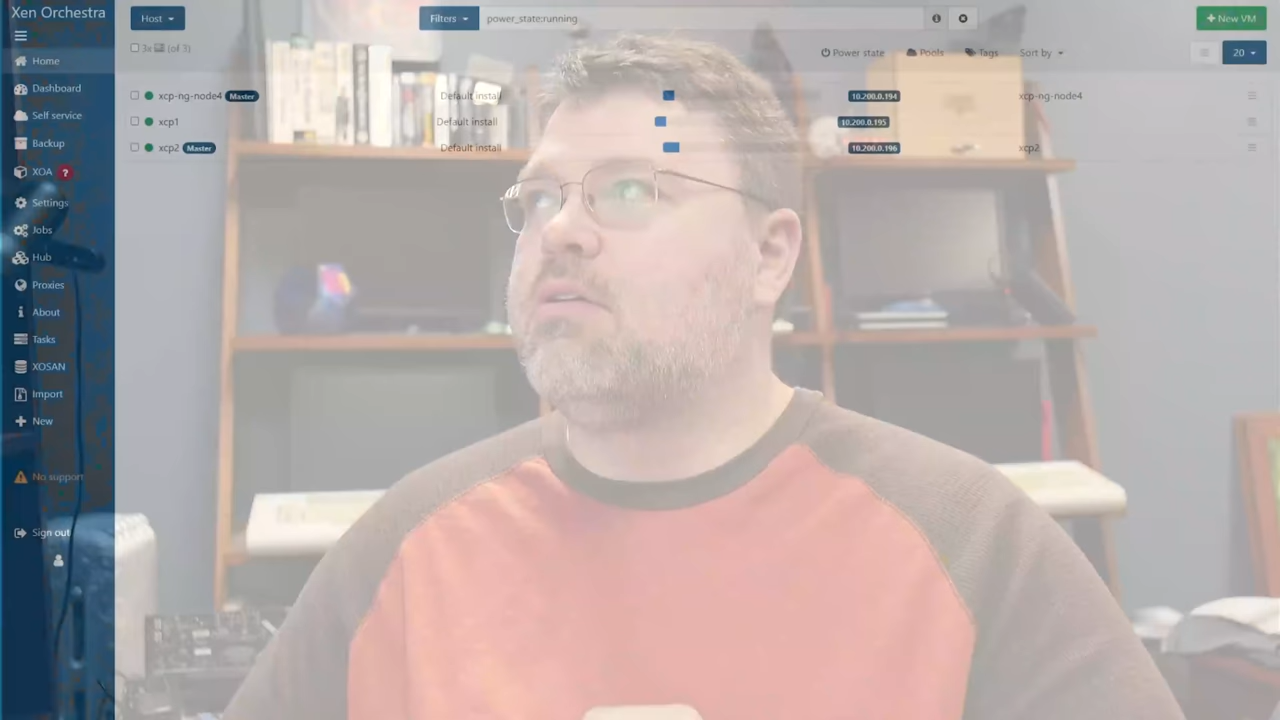 Xen Orchestra
Host
Filters
power_state:running
New VM
3x (of 3)
Power state
Pools
Tags
Sort by
20
Home
Dashboard
Self service
Backup
XOA ?
Settings
Jobs
Hub
Proxies
About
Tasks
XOSAN
Import
New
No support
Sign out
xcp-ng-node4 Master Default install 10.200.0.194 xcp-ng-node4
xcp1 Default install 10.200.0.195
xcp2 Master Default install 10.200.0.196 xcp2